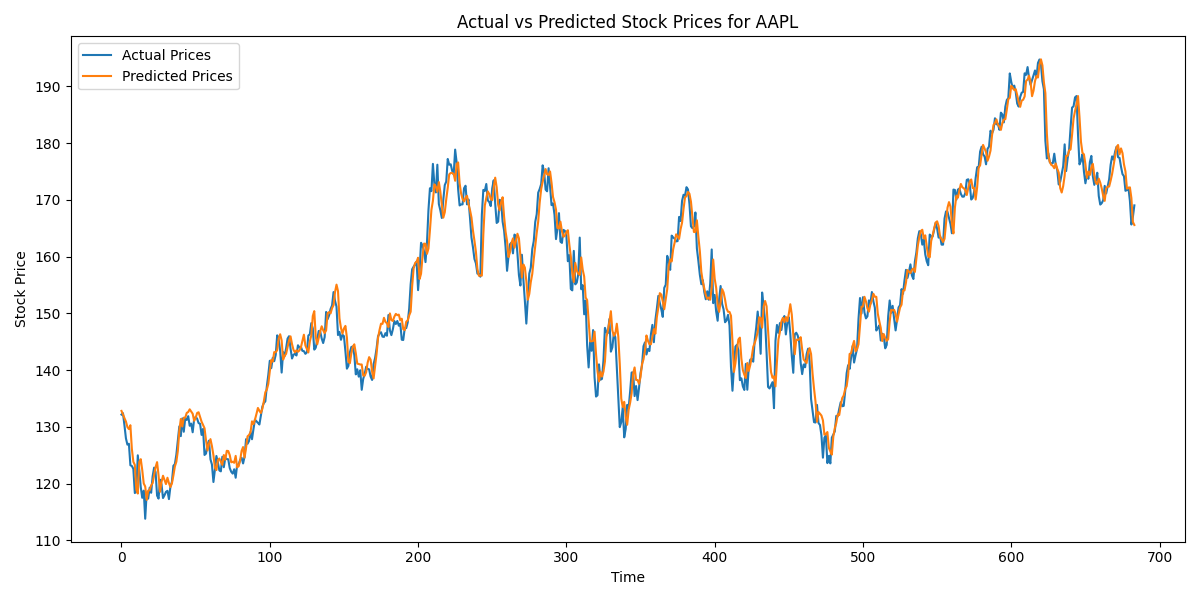 Actual vs Predicted Stock Prices for AAPL
Actual Prices
Predicted Prices
Stock Price
190
180
170
160
150
140
130
120
110
0 100 200 300 400 500 600 700
Time